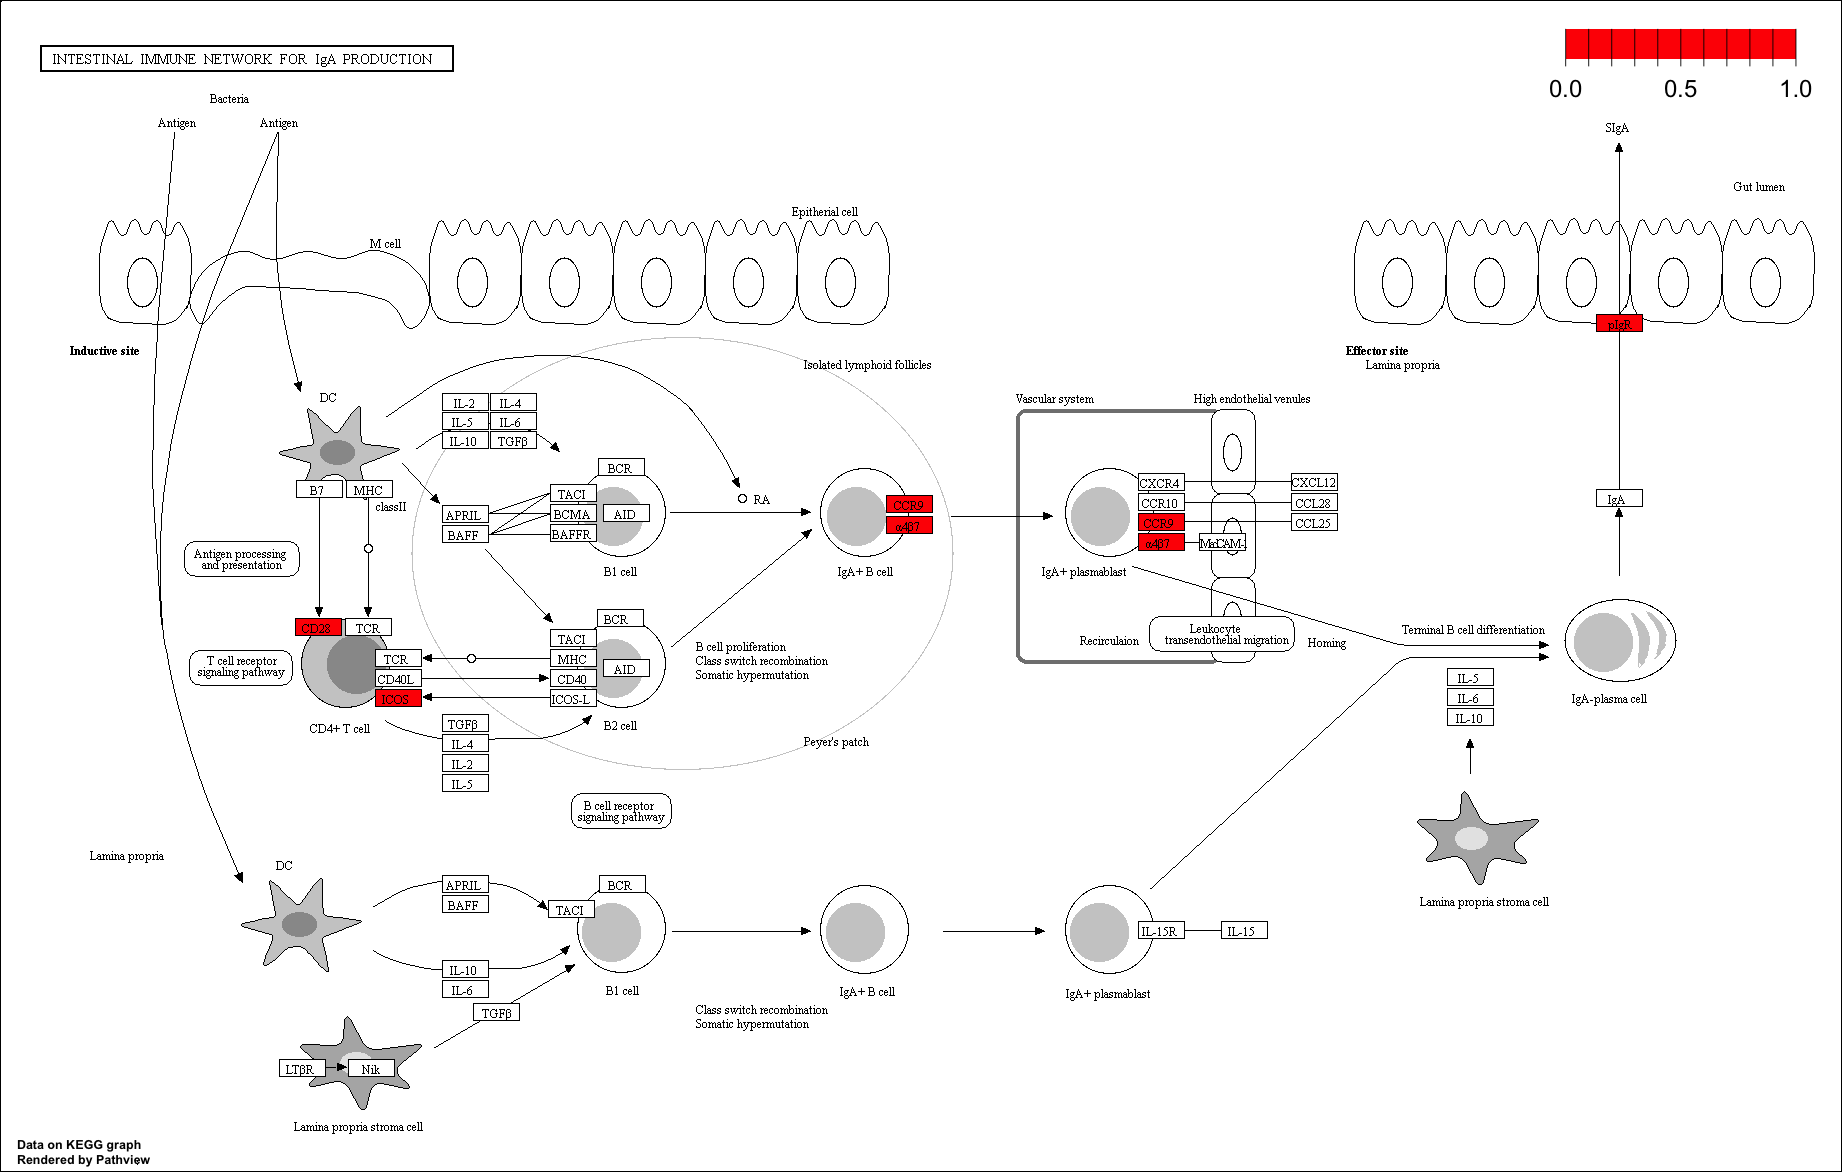 INTESTINAL IMMUNE NETWORK FOR IgA PRODUCTION
0.0 0.5 1.0
Bacteria
Antigen
Antigen
SIgA
Gut lumen
Epitherial cell
M cell
pIgR
Inductive site
Effector site
Lamina propria
Isolated lymphoid follicles
DC
IL-2 IL-4
IL-5 IL-6
IL-10 TGFβ
Vascular system
High endothelial venules
B7 MHC
classII
BCR
TACI
BCMA
BAFFR
AID
APRIL
BAFF
RA
CCR9
α4β7
CXCR4
CCR10
CCR9
α4β7
CXCL12
CCL28
CCL25
IgA
Antigen processing
and presentation
B1 cell
IgA+ B cell
IgA+ plasmablast
CD28 TCR
TCR
CD40L
ICOS
BCR
TACI
MHC
CD40
ICOS-L
AID
T cell receptor
signaling pathway
B cell proliferation
Class switch recombination
Somatic hypermutation
Recirculaion
Leukocyte
transendothelial migration
Homing
Terminal B cell differentiation
IL-5
IL-6
IL-10
IgA-plasma cell
CD4+ T cell
TGFβ
IL-4
IL-2
IL-5
B2 cell
Peyer's patch
B cell receptor
signaling pathway
Lamina propria
DC
APRIL
BAFF
BCR
TACI
IL-15R
IL-15
Lamina propria stroma cell
IL-10
IL-6
TGFβ
B1 cell
IgA+ B cell
IgA+ plasmablast
Class switch recombination
Somatic hypermutation
LTβR Nik
Lamina propria stroma cell
Data on KEGG graph
Rendered by Pathview